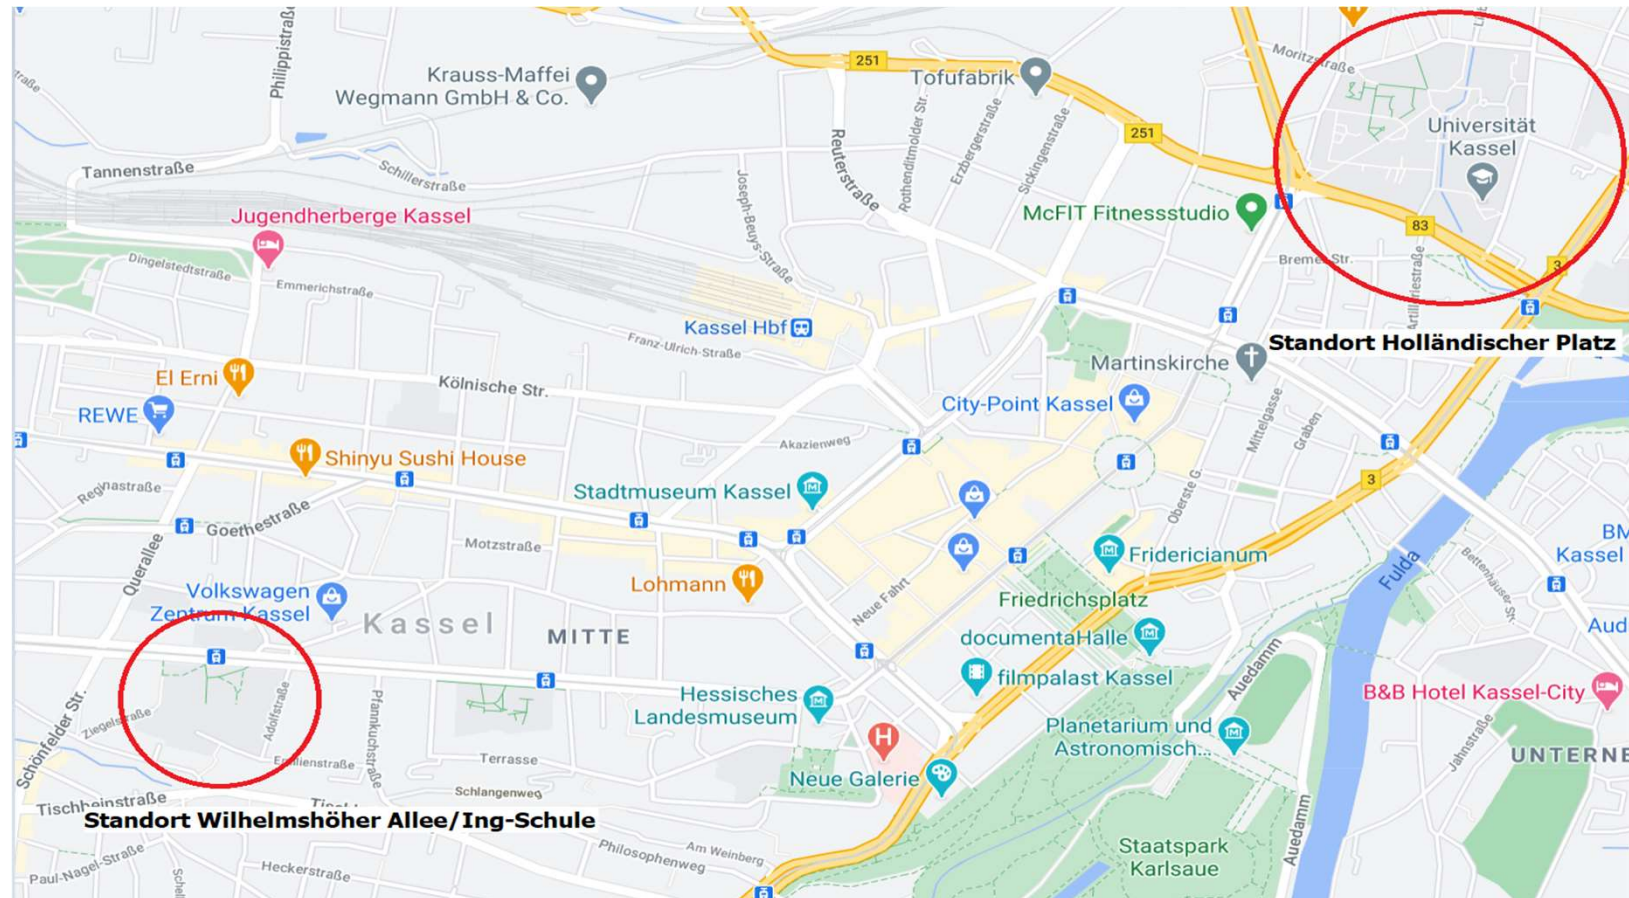 251
Krauss-Maffei
Wegmann GmbH & Co.
Tofufabrik
Moritzstraße
Philippistraße
251
Universität
Kassel
Tannenstraße
Schillerstraße
Reuterstraße
Rothenditmolder Str.
Erzbergerstraße
Sickingenstraße
Joseph-Beuys-Straße
Jugendherberge Kassel
McFIT Fitnessstudio
83
3
Dingelstedtstraße
Emmerichstraße
Bremer Str.
Artilleriestraße
Kassel Hbf
Franz-Ulrich-Straße
Standort Holländischer Platz
Martinskirche
El Erni
Kölnische Str.
REWE
City-Point Kassel
Mittelgasse
Graben
Akazienweg
Shinyu Sushi House
Stadtmuseum Kassel
Oberste G.
3
Reginastraße
Goethestraße
Motzstraße
Querallee
Fridericianum
BM
Kassel
Fulda
Bettenhäuser Str.
Volkswagen
Zentrum Kassel
Lohmann
Neue Fahrt
Friedrichsplatz
Kassel
MITTE
documentaHalle
Aud
filmpalast Kassel
Auedamm
Hessisches
Landesmuseum
B&B Hotel Kassel-City
Ziegelstraße
Adolfstraße
Pfannkuchstraße
Schönfelder Str.
Planetarium und
Astronomisch...
Jahnstraße
UNTERNE
Emilienstraße
Terrasse
H
Neue Galerie
Schlangenweg
Tischbeinstraße
Standort Wilhelmshöher Allee/Ing-Schule
Auedamm
Staatspark
Karlsaue
Paul-Nagel-Straße
Heckerstraße
Philosophenweg
Am Weinberg